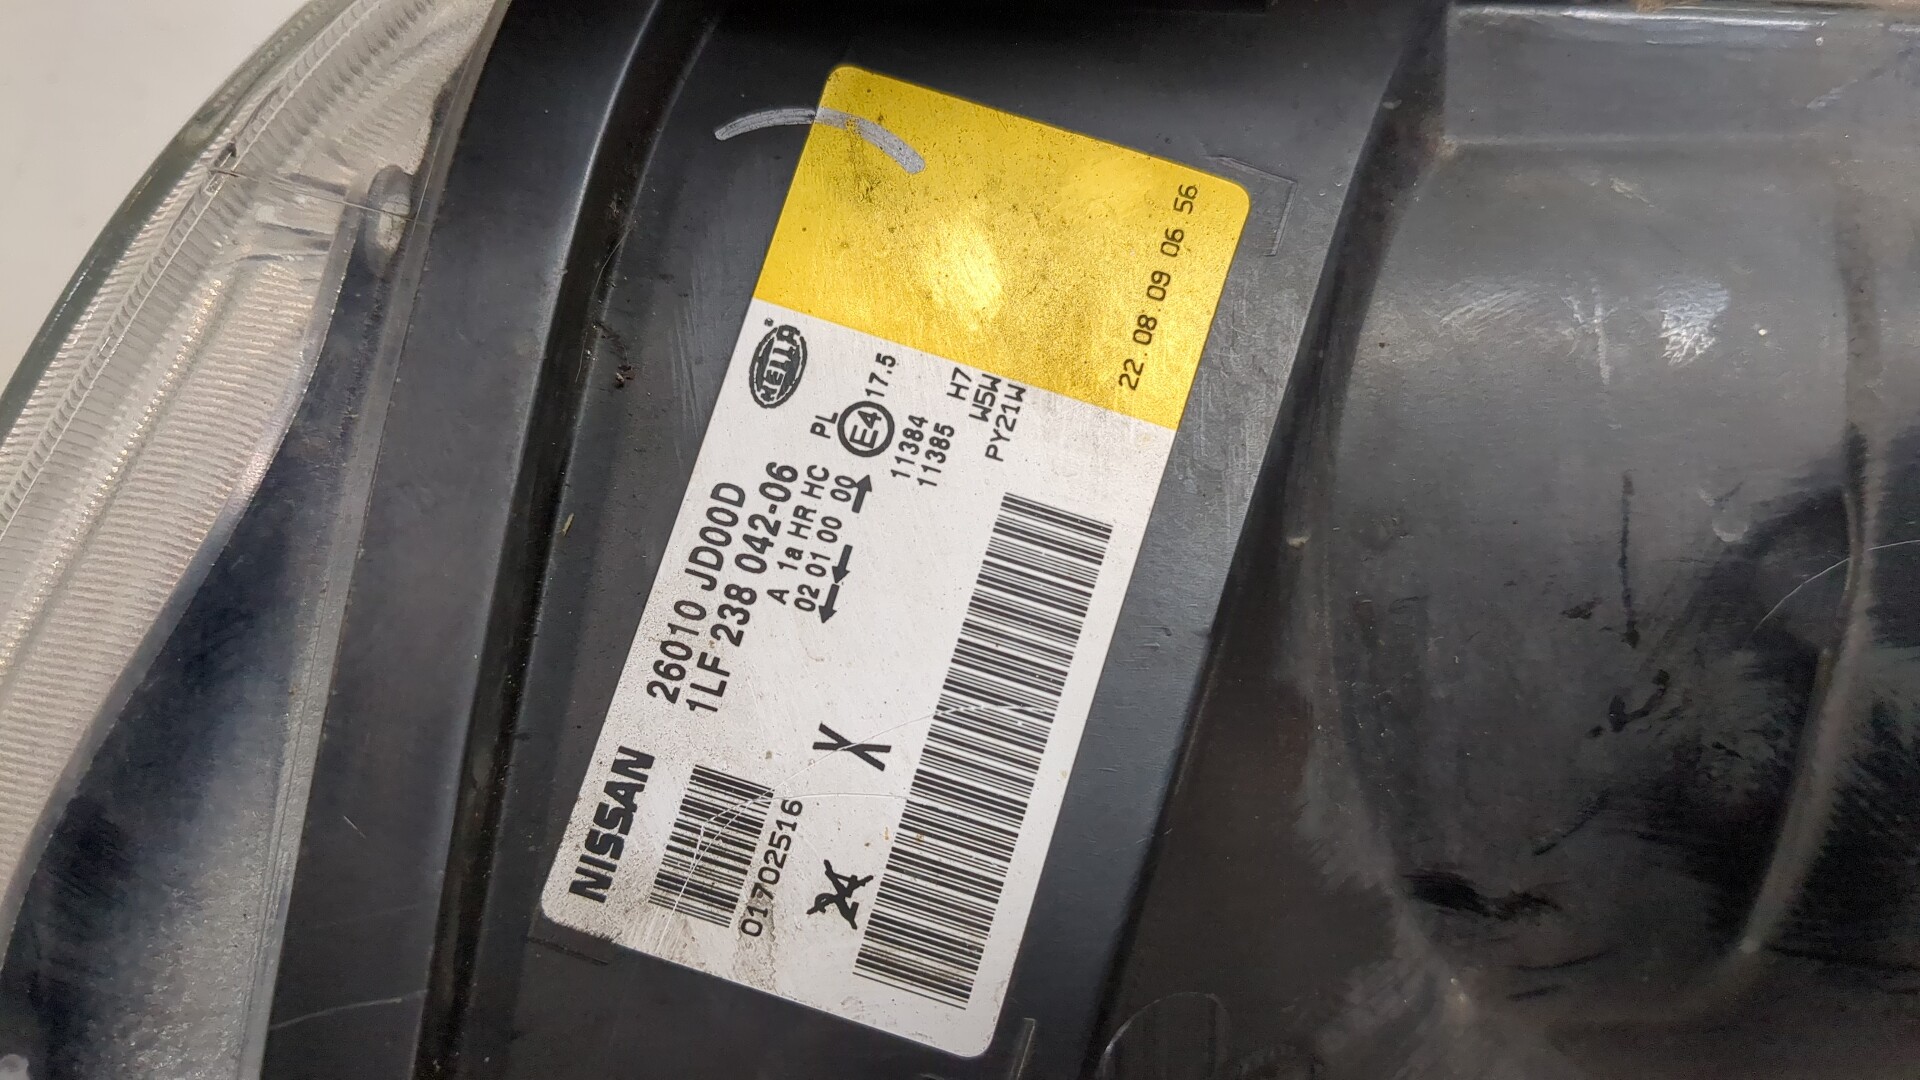 NISSAN
26010 JD00D
1LF 238 042-06
HELLA®
A 1a HR HC PL
02 01 00 00
E4 17.5
11384
11385
H7
W5W
PY21W
01702516
X
24
22 08 09 06 56